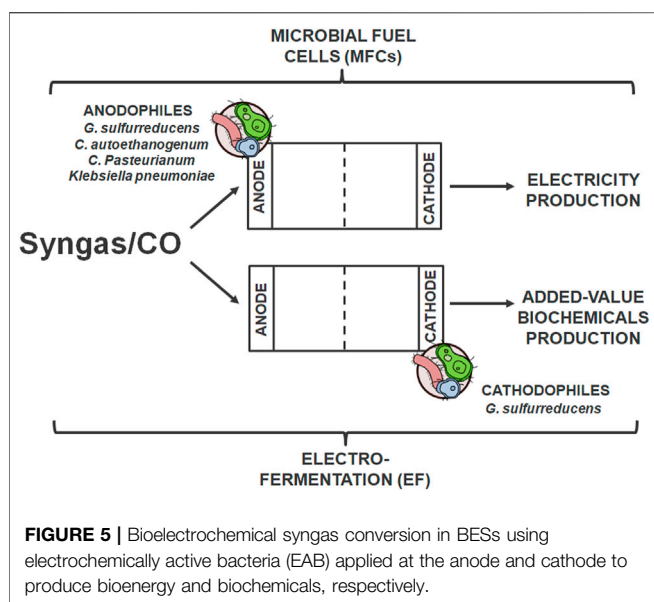 MICROBIAL FUEL
CELLS (MFCs)
ANODOPHILES
G. sulfurreducens
C. autoethanogenum
C. Pasteurianum
Klebsiella pneumoniae
ANODE
CATHODE
ELECTRICITY
PRODUCTION
Syngas/CO
ANODE
CATHODE
ADDED-VALUE
BIOCHEMICALS
PRODUCTION
CATHODOPHILES
G. sulfurreducens
ELECTRO-
FERMENTATION (EF)
FIGURE 5 | Bioelectrochemical syngas conversion in BESs using
electrochemically active bacteria (EAB) applied at the anode and cathode to
produce bioenergy and biochemicals, respectively.